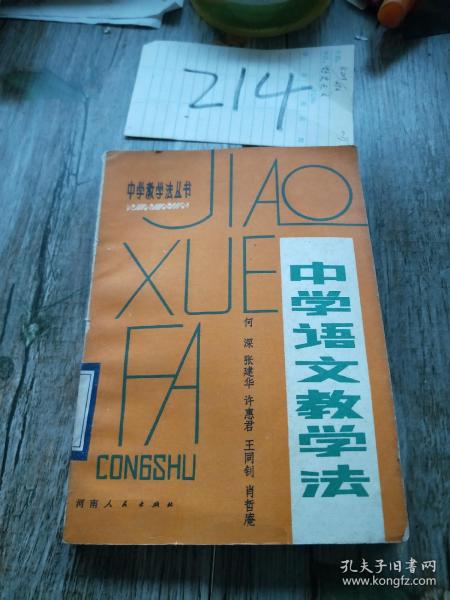 214
中学教学法丛书
JIAO
XUE
FA
CONGSHU
中学语文教学法
何深 张建华 许惠君 王同钊 肖哲庵
河南人民出版社
孔夫子旧书网
www.kongfz.com